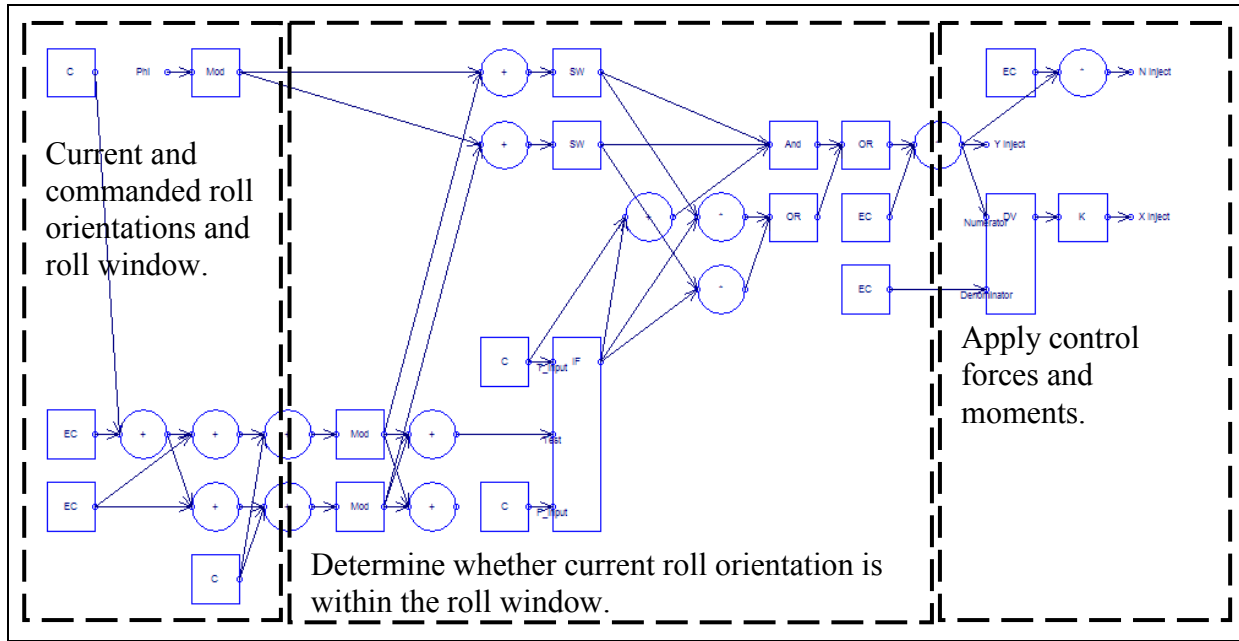 C
Phi
Mod
+
SW
EC
N Inject
Current and
commanded roll
orientations and
roll window.
+
SW
And
OR
Y Inject
+
OR
EC
Numerator
DV
K
X Inject
EC
Denominator
C
T_Input
IF
Apply control
forces and
moments.
EC
+
+
+
Mod
+
Test
EC
+
+
Mod
+
C
F_Input
C
Determine whether current roll orientation is
within the roll window.